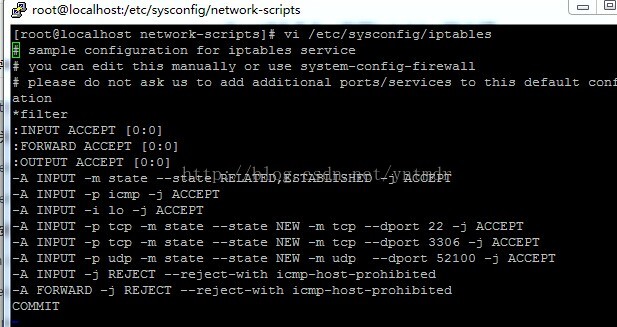 root@localhost:/etc/sysconfig/network-scripts
[root@localhost network-scripts]# vi /etc/sysconfig/iptables
# sample configuration for iptables service
# you can edit this manually or use system-config-firewall
# please do not ask us to add additional ports/services to this default conf
ation
*filter
:INPUT ACCEPT [0:0]
:FORWARD ACCEPT [0:0]
:OUTPUT ACCEPT [0:0]
-A INPUT -m state --state RELATED,ESTABLISHED -j ACCEPT
-A INPUT -p icmp -j ACCEPT
-A INPUT -i lo -j ACCEPT
-A INPUT -p tcp -m state --state NEW -m tcp --dport 22 -j ACCEPT
-A INPUT -p tcp -m state --state NEW -m tcp --dport 3306 -j ACCEPT
-A INPUT -p udp -m state --state NEW -m udp  --dport 52100 -j ACCEPT
-A INPUT -j REJECT --reject-with icmp-host-prohibited
-A FORWARD -j REJECT --reject-with icmp-host-prohibited
COMMIT